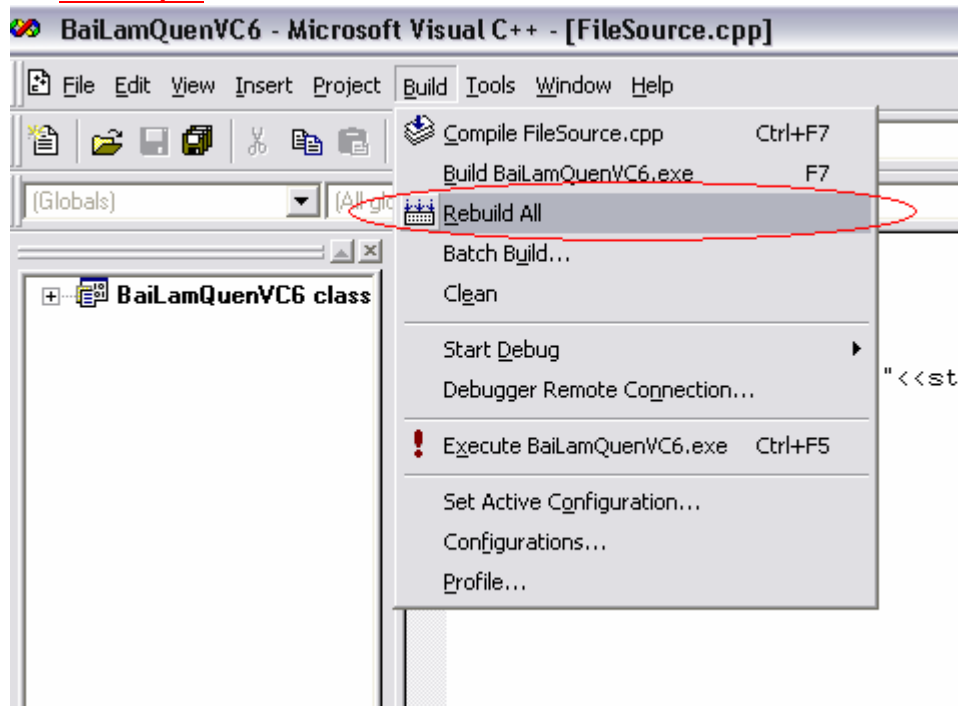 BaiLamQuenVC6 - Microsoft Visual C++ - [FileSource.cpp]
File Edit View Insert Project Build Tools Window Help
Compile FileSource.cpp Ctrl+F7
Build BaiLamQuenVC6.exe F7
(Globals) (All glo
Rebuild All
Batch Build...
Clean
BaiLamQuenVC6 class
Start Debug
"<<st
Debugger Remote Connection...
Execute BaiLamQuenVC6.exe Ctrl+F5
Set Active Configuration...
Configurations...
Profile...